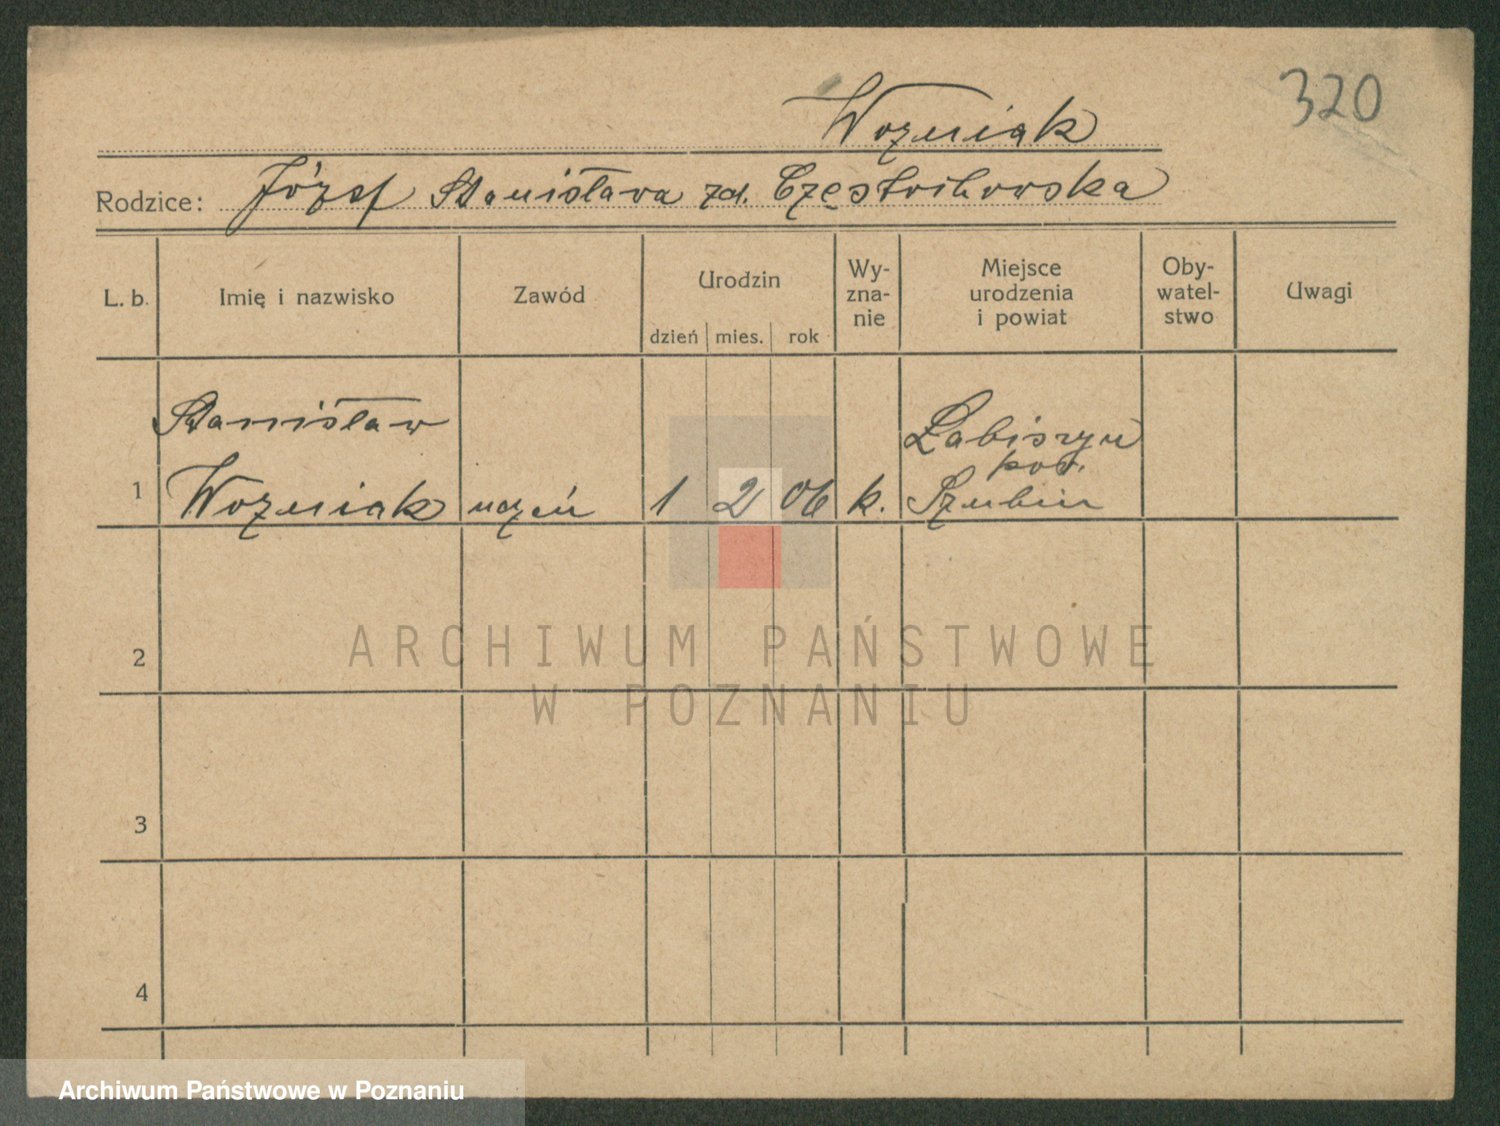 320
Wozniak
Rodzice: Józef Stanisława zd. Częstochowska
L. b. Imię i nazwisko Zawód Urodzin Wy-zna-nie Miejsce urodzenia i powiat Oby-watel-stwo Uwagi
dzień mies. rok
Stanisław
Łabiszyn
pow.
1 Wozniak uczeń 1 2 06 k. Szubin
2
ARCHIWUM PAŃSTWOWE
W POZNANIU
3
4
Archiwum Państwowe w Poznaniu